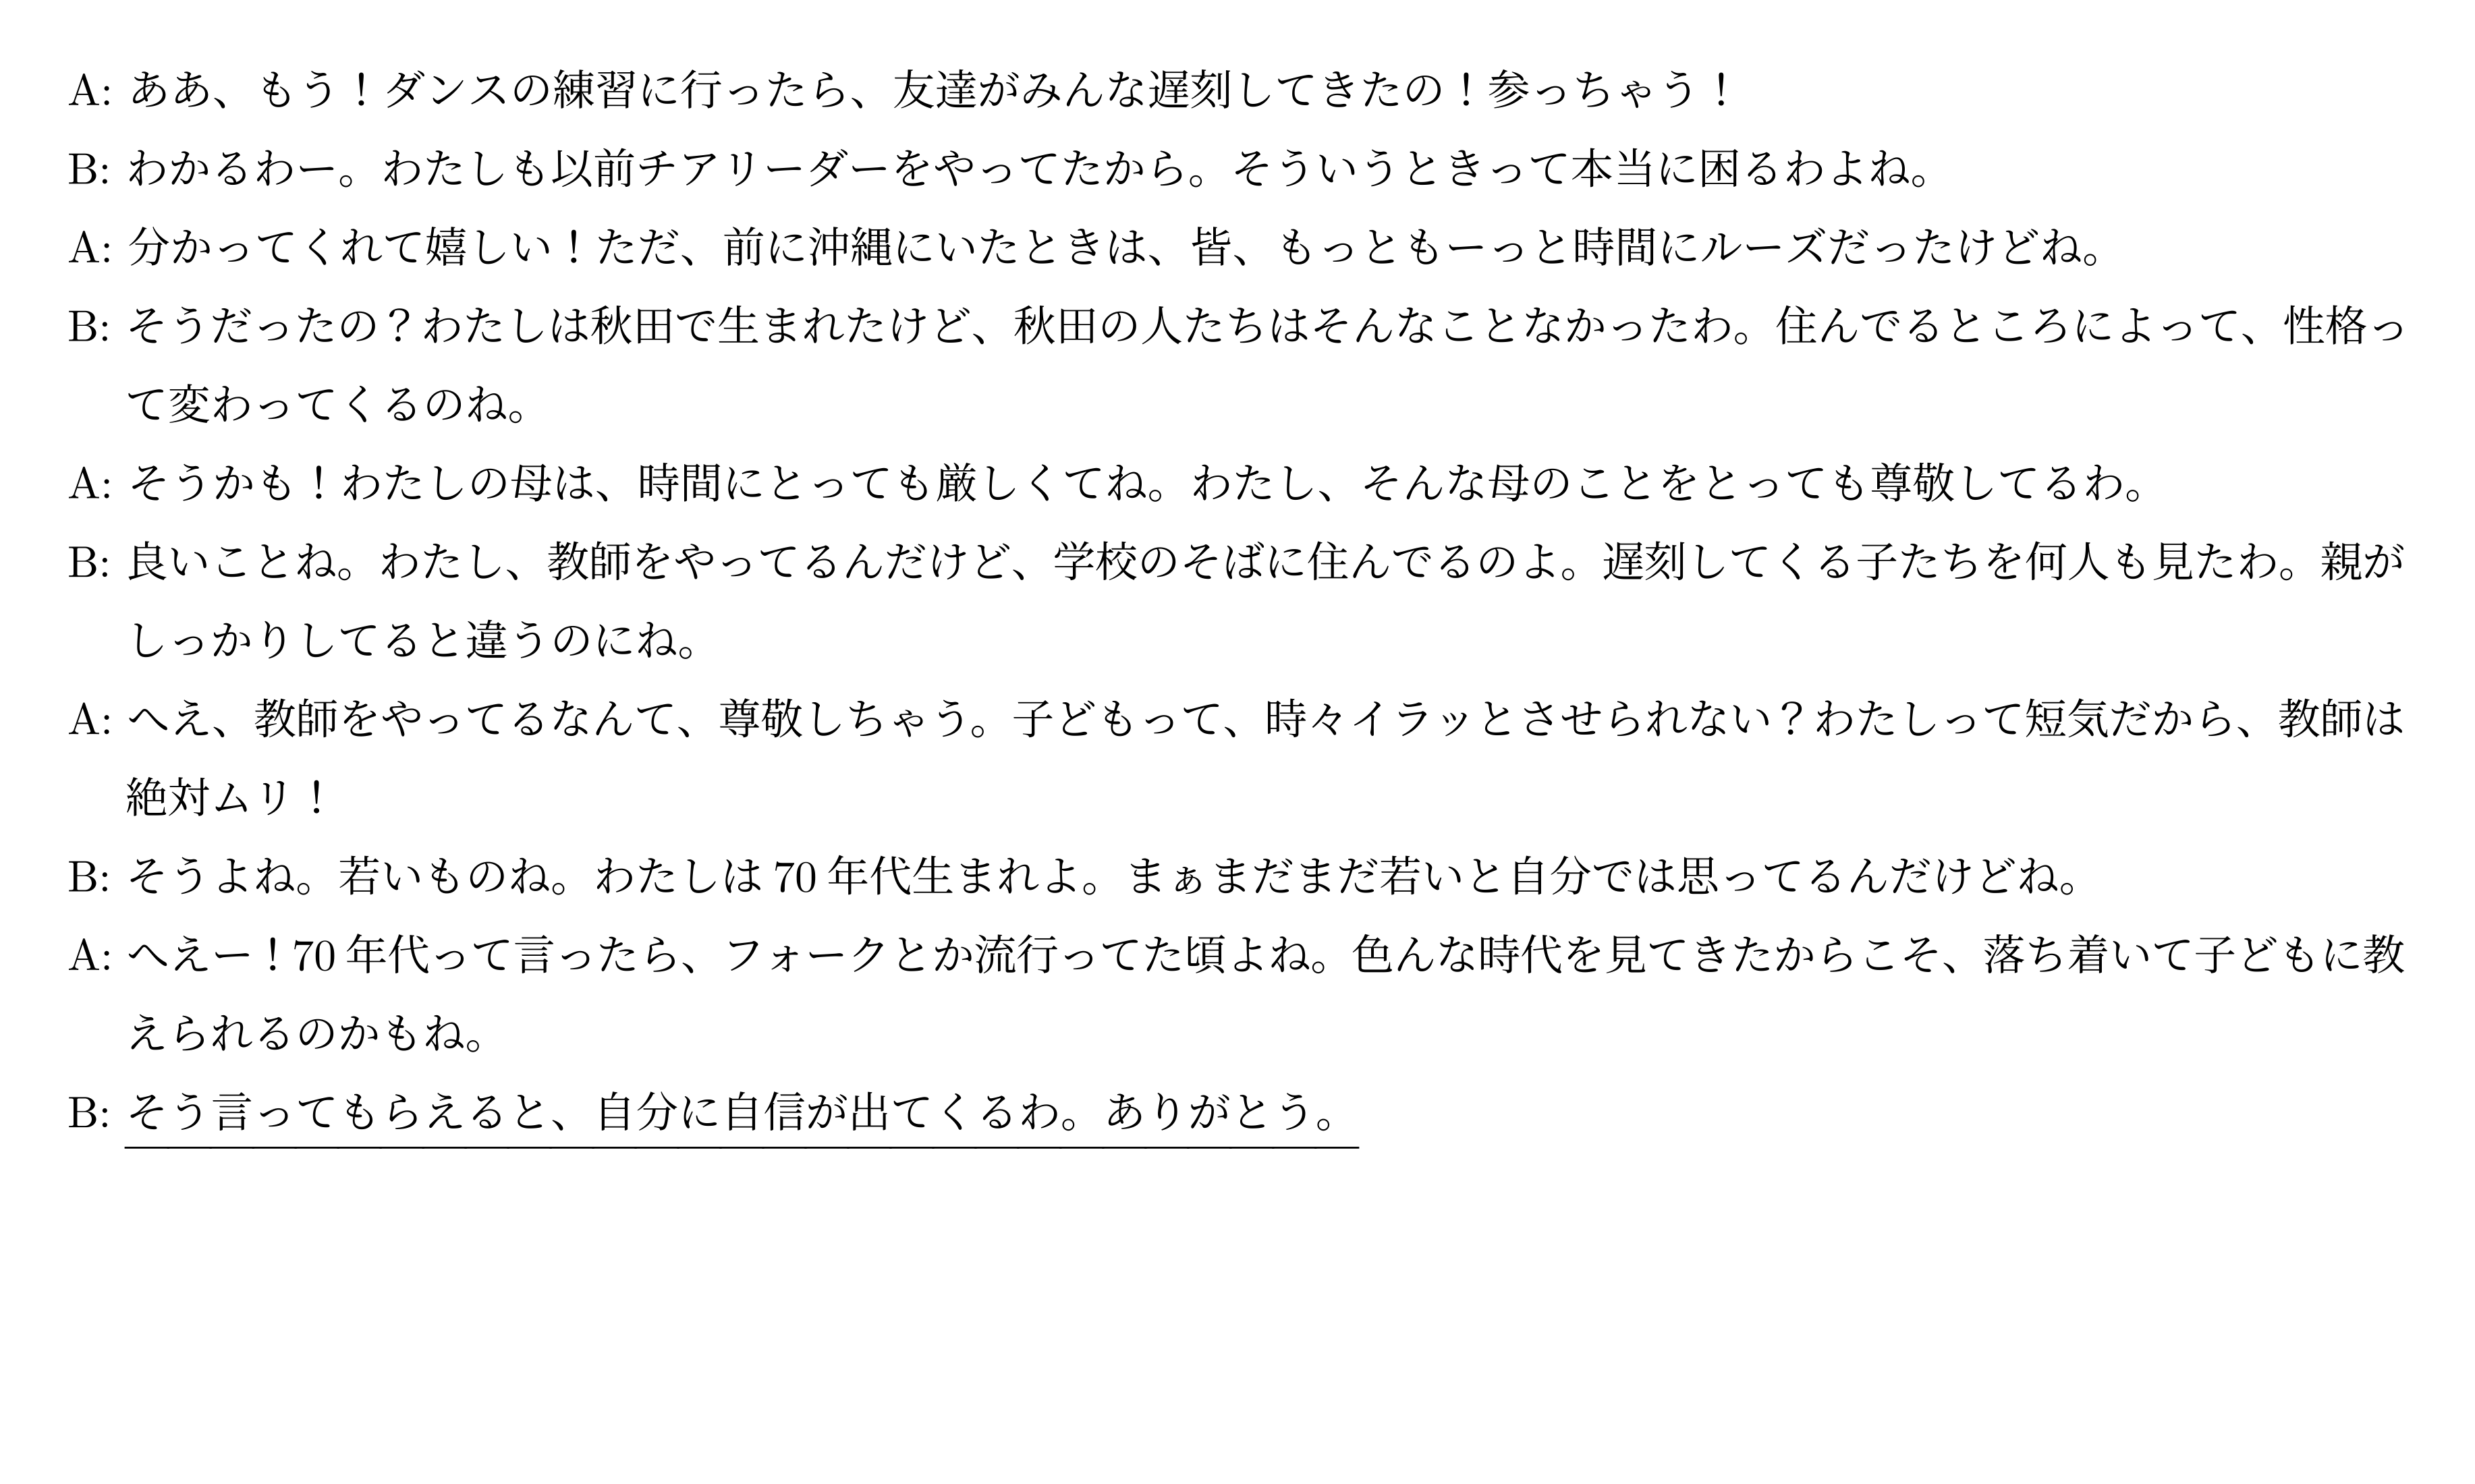 A: ああ、もう！ダンスの練習に行ったら、友達がみんな遅刻してきたの！参っちゃう！
B: わかるわー。わたしも以前チアリーダーをやってたから。そういうときって本当に困るわよね。
A: 分かってくれて嬉しい！ただ、前に沖縄にいたときは、皆、もっともーっと時間にルーズだったけどね。
B: そうだったの？わたしは秋田で生まれたけど、秋田の人たちはそんなことなかったわ。住んでるところによって、性格っ
て変わってくるのね。
A: そうかも！わたしの母は、時間にとっても厳しくてね。わたし、そんな母のことをとっても尊敬してるわ。
B: 良いことね。わたし、教師をやってるんだけど、学校のそばに住んでるのよ。遅刻してくる子たちを何人も見たわ。親が
しっかりしてると違うのにね。
A: へえ、教師をやってるなんて、尊敬しちゃう。子どもって、時々イラッとさせられない？わたしって短気だから、教師は
絶対ムリ！
B: そうよね。若いものね。わたしは 70 年代生まれよ。まぁまだまだ若いと自分では思ってるんだけどね。
A: へえー！70 年代って言ったら、フォークとか流行ってた頃よね。色んな時代を見てきたからこそ、落ち着いて子どもに教
えられるのかもね。
B: そう言ってもらえると、自分に自信が出てくるわ。ありがとう。